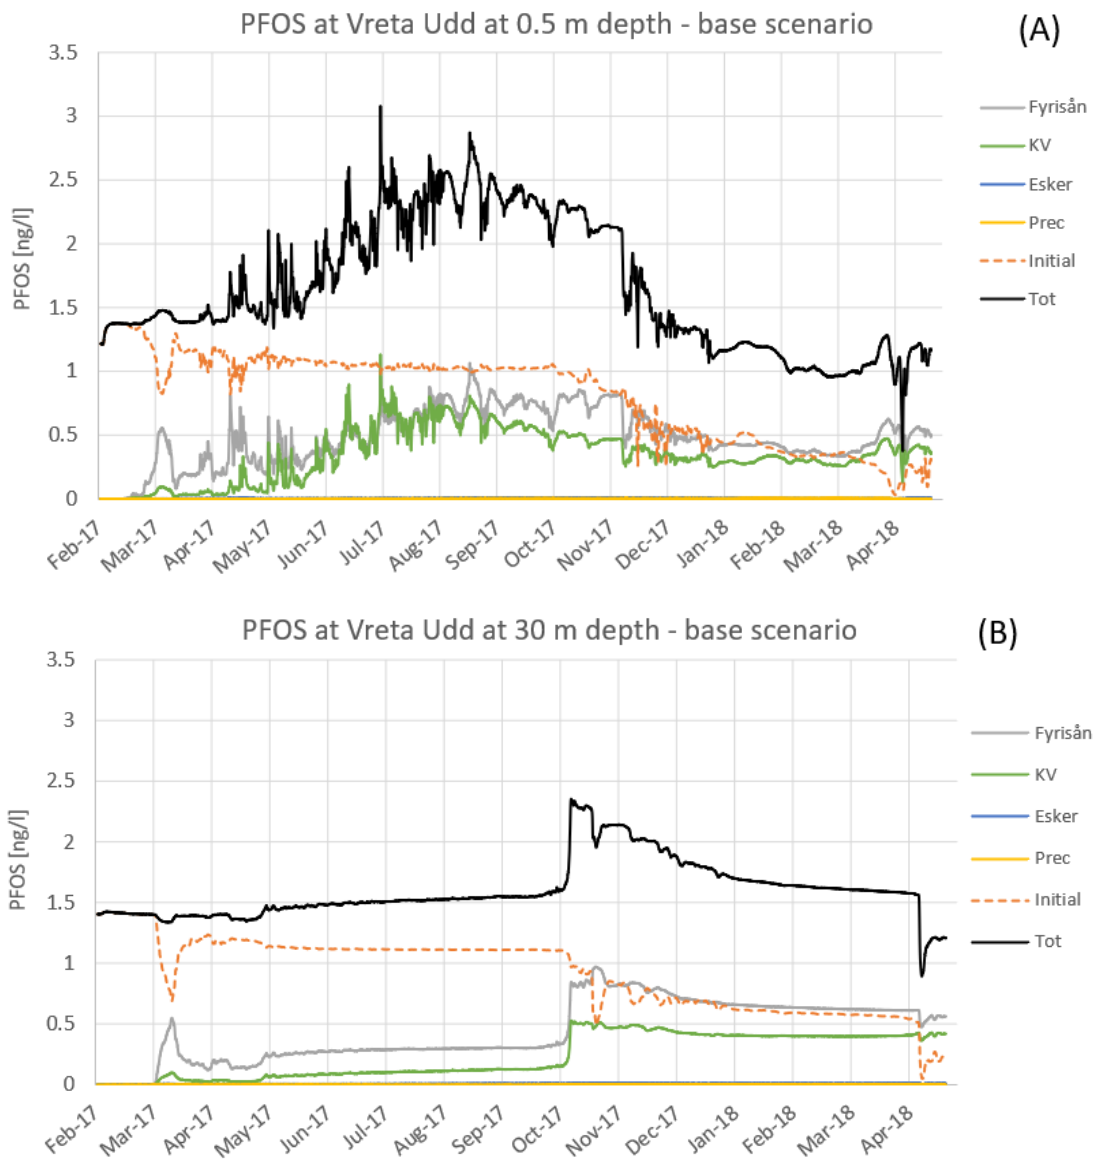 PFOS at Vreta Udd at 0.5 m depth - base scenario
(A)
3.5
3
2.5
2
1.5
1
0.5
0
PFOS [ng/l]
Feb-17
Mar-17
Apr-17
May-17
Jun-17
Jul-17
Aug-17
Sep-17
Oct-17
Nov-17
Dec-17
Jan-18
Feb-18
Mar-18
Apr-18
Fyrisån
KV
Esker
Prec
Initial
Tot
PFOS at Vreta Udd at 30 m depth - base scenario
(B)
3.5
3
2.5
2
1.5
1
0.5
0
PFOS [ng/l]
Feb-17
Mar-17
Apr-17
May-17
Jun-17
Jul-17
Aug-17
Sep-17
Oct-17
Nov-17
Dec-17
Jan-18
Feb-18
Mar-18
Apr-18
Fyrisån
KV
Esker
Prec
Initial
Tot